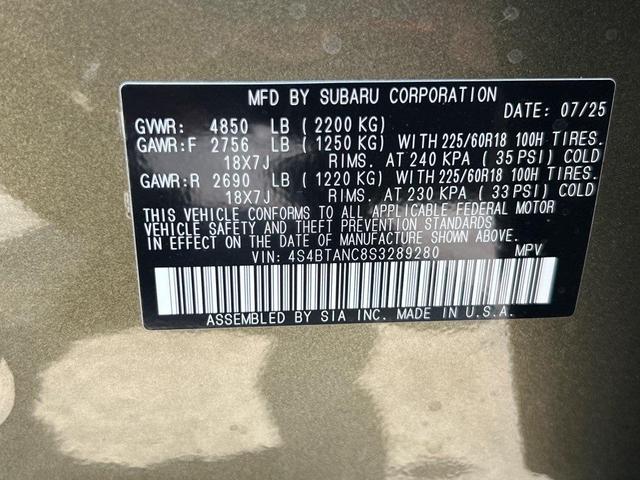 MFD BY SUBARU CORPORATION
DATE: 07/25
GVWR: 4850 LB (2200 KG)
GAWR:F 2756 LB (1250 KG) WITH 225/60R18 100H TIRES.
18X7J RIMS. AT 240 KPA (35 PSI) COLD
GAWR:R 2690 LB (1220 KG) WITH 225/60R18 100H TIRES.
18X7J RIMS. AT 230 KPA (33 PSI) COLD
THIS VEHICLE CONFORMS TO ALL APPLICABLE FEDERAL MOTOR
VEHICLE SAFETY AND THEFT PREVENTION STANDARDS
IN EFFECT ON THE DATE OF MANUFACTURE SHOWN ABOVE.
VIN: 4S4BTANC8S3289280 MPV
ASSEMBLED BY SIA INC. MADE IN U.S.A.